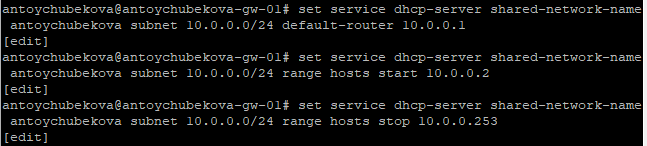 antoychubekova@antoychubekova-gw-01# set service dhcp-server shared-network-name
 antoychubekova subnet 10.0.0.0/24 default-router 10.0.0.1
[edit]
antoychubekova@antoychubekova-gw-01# set service dhcp-server shared-network-name
 antoychubekova subnet 10.0.0.0/24 range hosts start 10.0.0.2
[edit]
antoychubekova@antoychubekova-gw-01# set service dhcp-server shared-network-name
 antoychubekova subnet 10.0.0.0/24 range hosts stop 10.0.0.253
[edit]